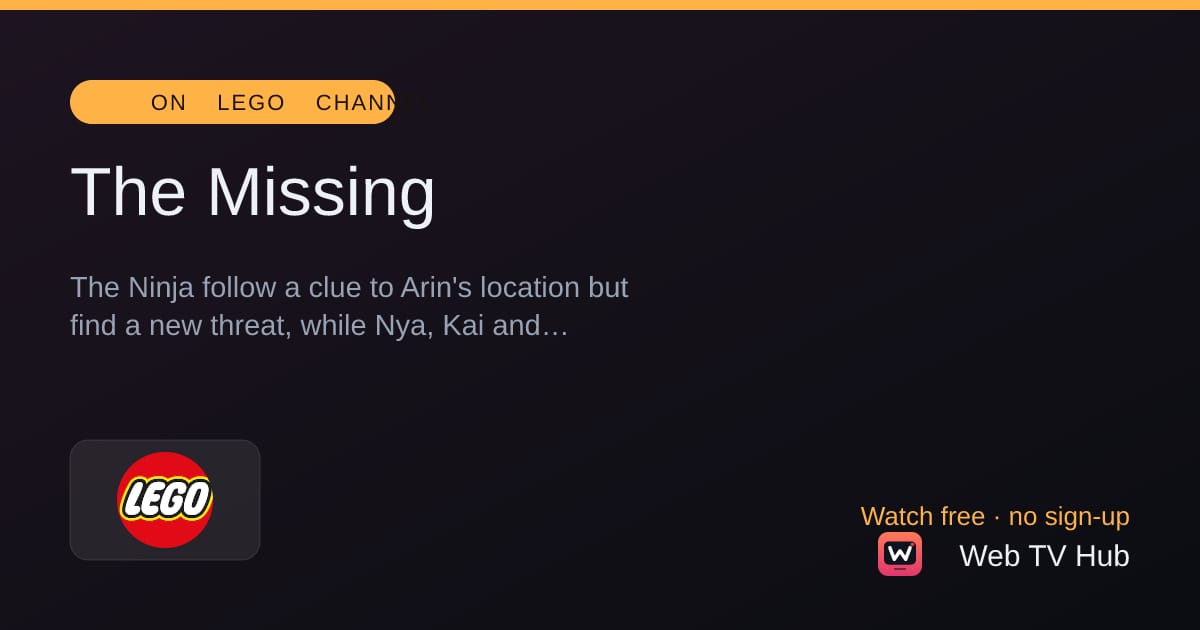 ON LEGO CHANNEL
The Missing
The Ninja follow a clue to Arin's location but
find a new threat, while Nya, Kai and…
LEGO
Watch free · no sign-up
W
Web TV Hub